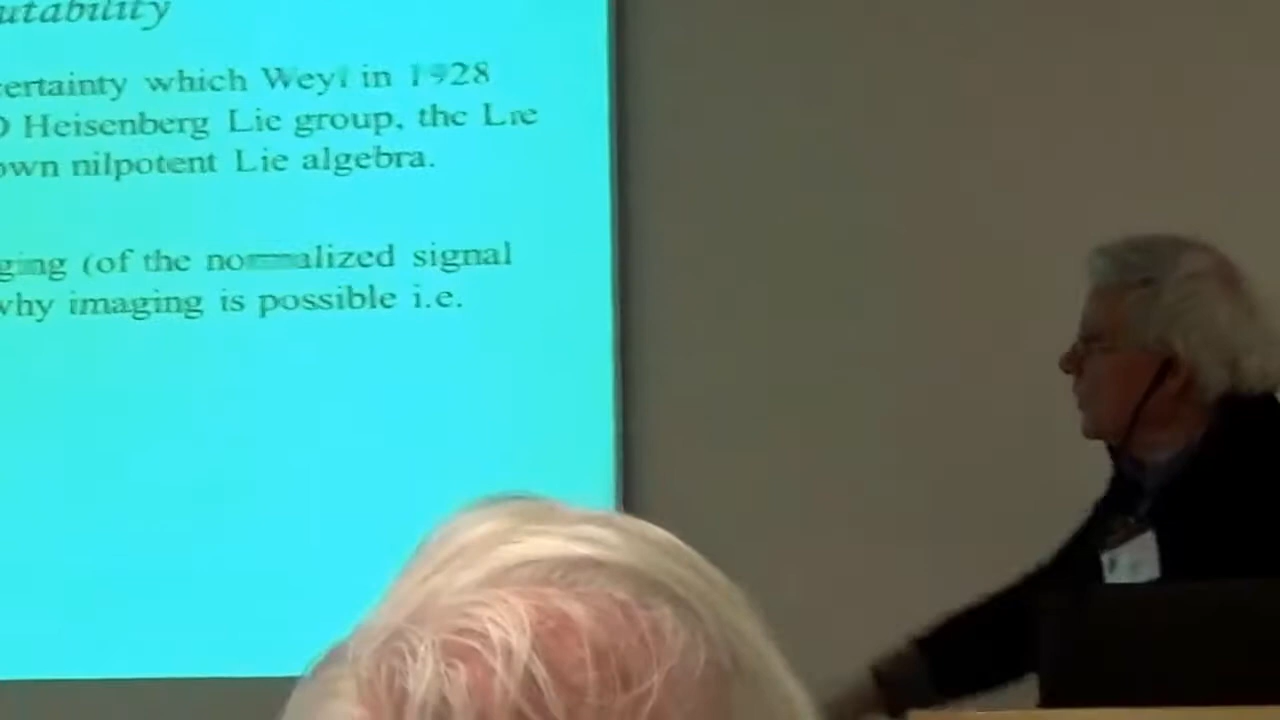 utability
ertainty which Weyl in 1928
D Heisenberg Lie group, the Lie
own nilpotent Lie algebra.
ging (of the normalized signal
why imaging is possible i.e.